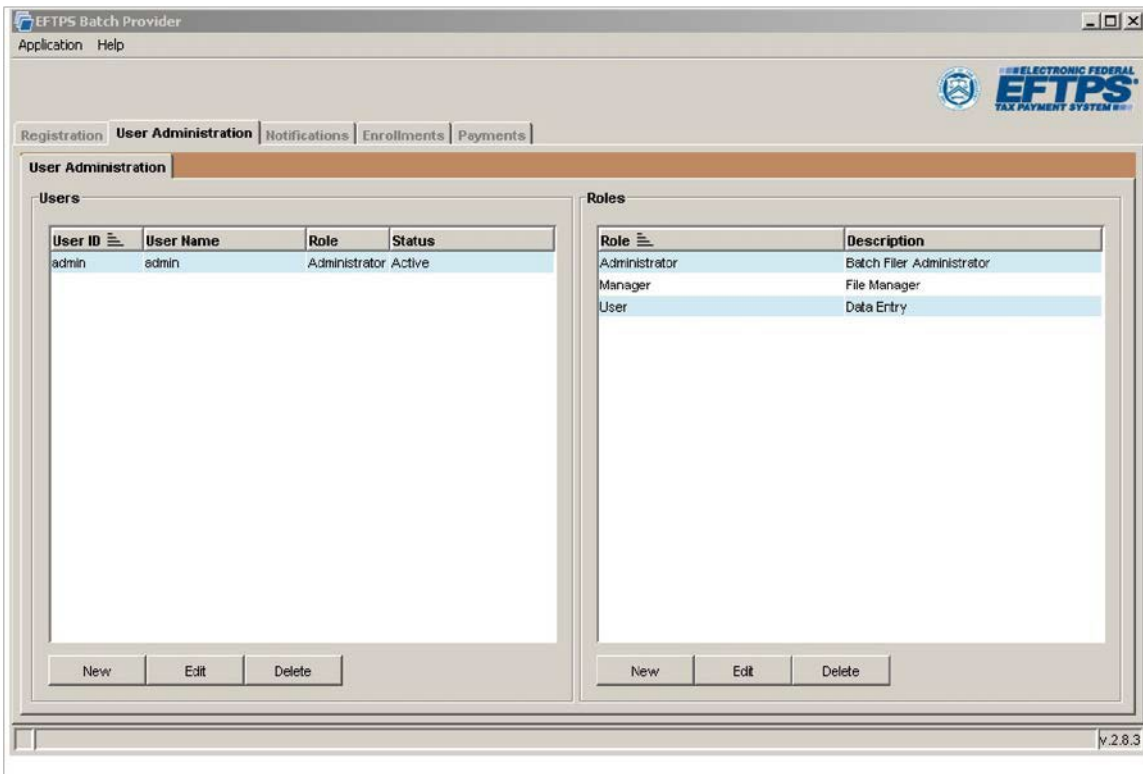 EFTPS Batch Provider
Application Help
ELECTRONIC FEDERAL
EFTPS
TAX PAYMENT SYSTEM
Registration User Administration Notifications Enrollments Payments
User Administration
Users
User ID User Name Role Status
admin admin Administrator Active
New Edit Delete
Roles
Role Description
Administrator Batch Filer Administrator
Manager File Manager
User Data Entry
New Edit Delete
v.2.8.3